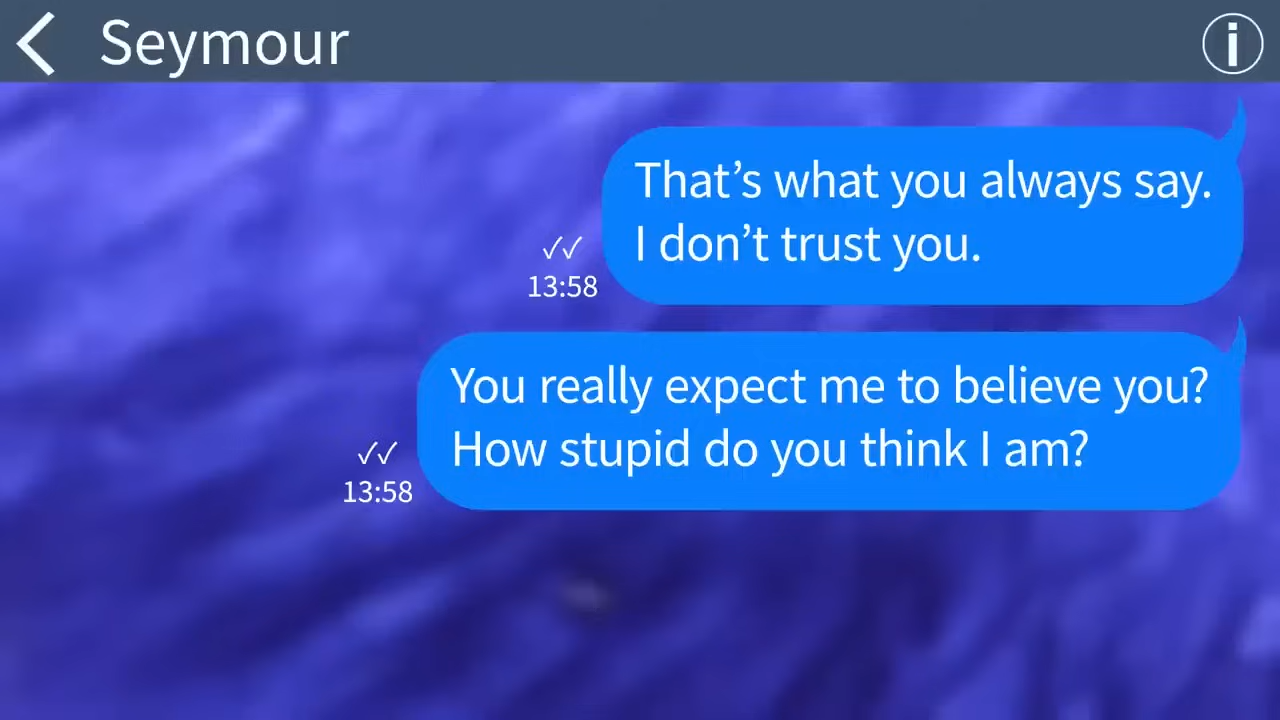 Seymour
That’s what you always say.
I don’t trust you.
13:58
You really expect me to believe you?
How stupid do you think I am?
13:58